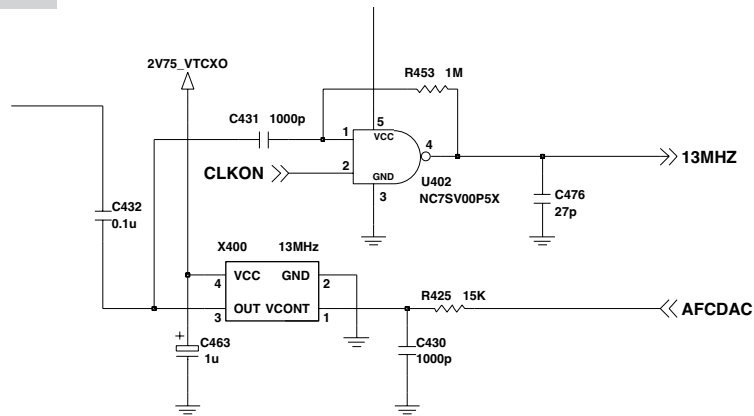 2V75_VTCXO
R453 1M
C431 1000p
5
VCC
1
4
13MHZ
CLKON
2
GND
U402
NC7SV00P5X
3
C476
27p
C432
0.1u
X400 13MHz
4
VCC GND
2
3
OUT VCONT
1
R425 15K
AFCDAC
+
C463
1u
C430
1000p